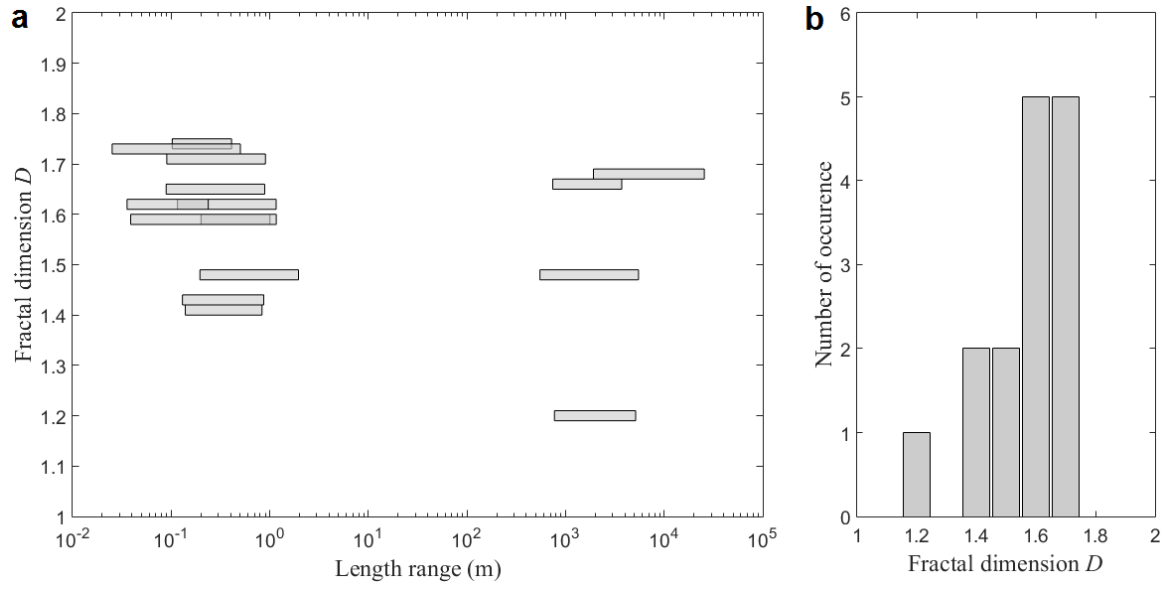 a
2
1.9
1.8
1.7
1.6
1.5
1.4
1.3
1.2
1.1
1
Fractal dimension D
10-2 10-1 100 101 102 103 104 105
Length range (m)
b
6
5
4
3
2
1
0
Number of occurence
1 1.2 1.4 1.6 1.8 2
Fractal dimension D